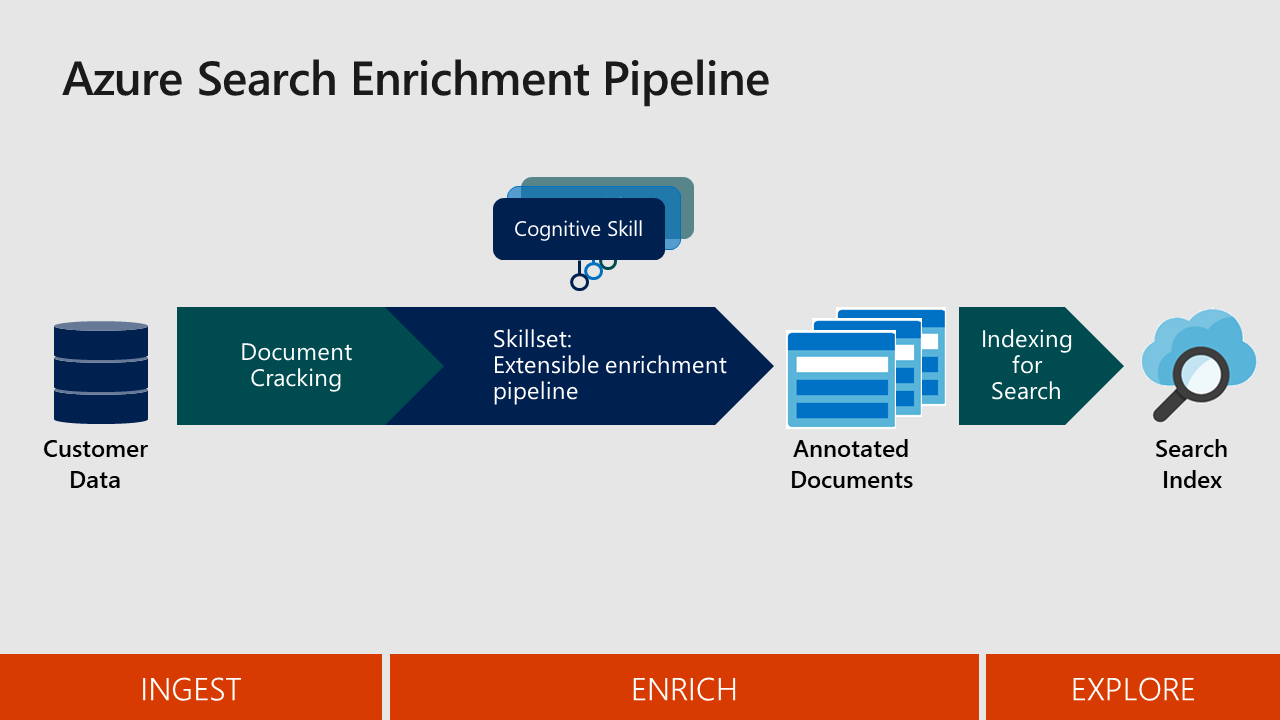 Azure Search Enrichment Pipeline
Cognitive Skill
Document
Cracking
Skillset:
Extensible enrichment
pipeline
Indexing
for
Search
Customer
Data
Annotated
Documents
Search
Index
INGEST
ENRICH
EXPLORE